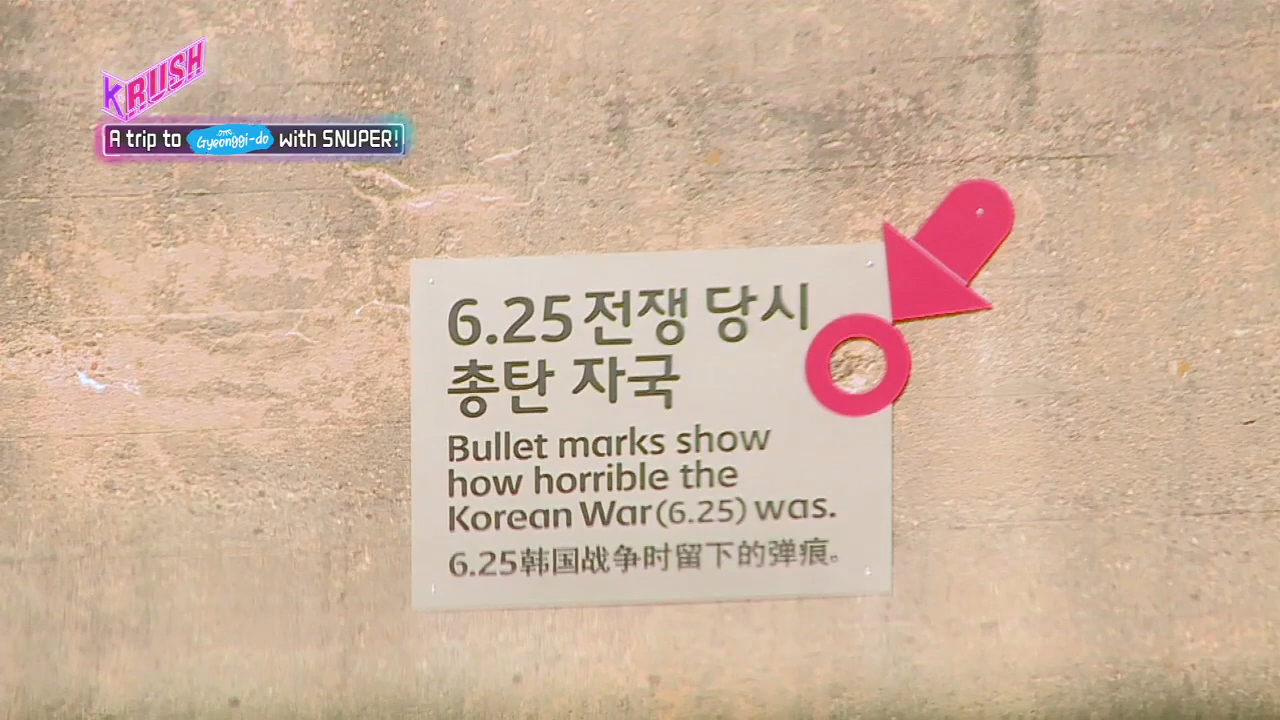 KRUSH
A trip to Gyeonggi-do with SNUPER!
6.25 전쟁 당시
총탄 자국
Bullet marks show
how horrible the
Korean War (6.25) was.
6.25韩国战争时留下的弹痕。